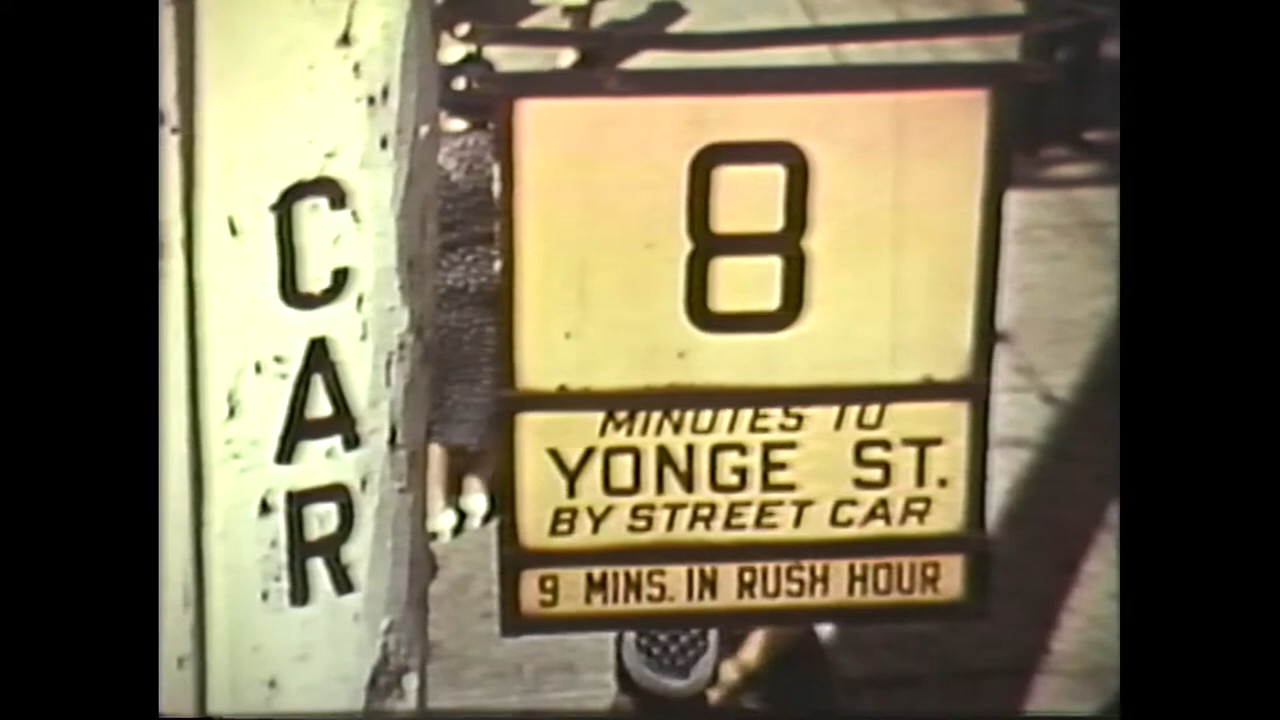 CAR
8
MINUTES TO
YONGE ST.
BY STREET CAR
9 MINS. IN RUSH HOUR